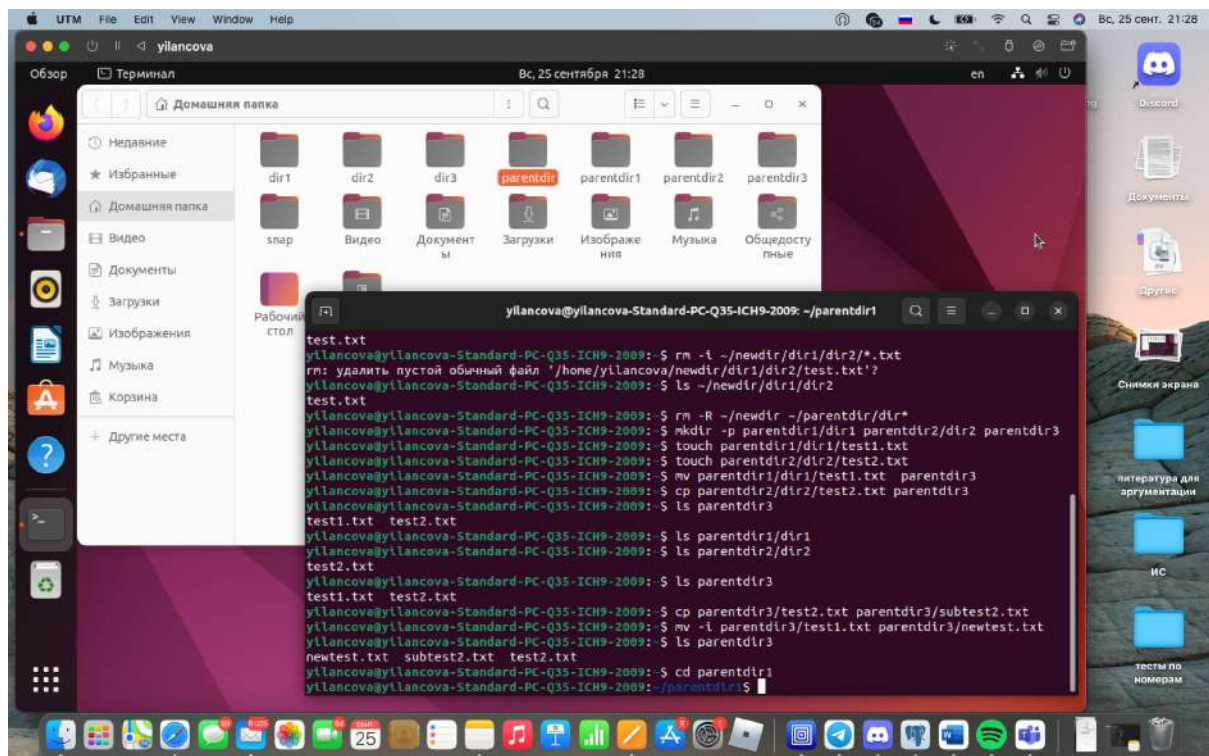 UTM File Edit View Window Help Вс, 25 сент. 21:28
yilancova
Обзор Терминал Вс, 25 сентября 21:28 en
Домашняя папка
Недавние
Избранные
Домашняя папка
Видео
Документы
Загрузки
Изображения
Музыка
Корзина
Другие места
dir1 dir2 dir3 parentdir parentdir1 parentdir2 parentdir3
snap Видео Документ
ы Загрузки Изображе
ния Музыка Общедосту
пные
Рабочий
стол
yilancova@yilancova-Standard-PC-Q35-ICH9-2009: ~/parentdir1
test.txt
yilancova@yilancova-Standard-PC-Q35-ICH9-2009:~$ rm -i ~/newdir/dir1/dir2/*.txt
rm: удалить пустой обычный файл '/home/yilancova/newdir/dir1/dir2/test.txt'?
yilancova@yilancova-Standard-PC-Q35-ICH9-2009:~$ ls ~/newdir/dir1/dir2
test.txt
yilancova@yilancova-Standard-PC-Q35-ICH9-2009:~$ rm -R ~/newdir ~/parentdir/dir*
yilancova@yilancova-Standard-PC-Q35-ICH9-2009:~$ mkdir -p parentdir1/dir1 parentdir2/dir2 parentdir3
yilancova@yilancova-Standard-PC-Q35-ICH9-2009:~$ touch parentdir1/dir1/test1.txt
yilancova@yilancova-Standard-PC-Q35-ICH9-2009:~$ touch parentdir2/dir2/test2.txt
yilancova@yilancova-Standard-PC-Q35-ICH9-2009:~$ mv parentdir1/dir1/test1.txt  parentdir3
yilancova@yilancova-Standard-PC-Q35-ICH9-2009:~$ cp parentdir2/dir2/test2.txt parentdir3
yilancova@yilancova-Standard-PC-Q35-ICH9-2009:~$ ls parentdir3
test1.txt  test2.txt
yilancova@yilancova-Standard-PC-Q35-ICH9-2009:~$ ls parentdir1/dir1
yilancova@yilancova-Standard-PC-Q35-ICH9-2009:~$ ls parentdir2/dir2
test2.txt
yilancova@yilancova-Standard-PC-Q35-ICH9-2009:~$ ls parentdir3
test1.txt  test2.txt
yilancova@yilancova-Standard-PC-Q35-ICH9-2009:~$ cp parentdir3/test2.txt parentdir3/subtest2.txt
yilancova@yilancova-Standard-PC-Q35-ICH9-2009:~$ mv -i parentdir3/test1.txt parentdir3/newtest.txt
yilancova@yilancova-Standard-PC-Q35-ICH9-2009:~$ ls parentdir3
newtest.txt  subtest2.txt  test2.txt
yilancova@yilancova-Standard-PC-Q35-ICH9-2009:~$ cd parentdir1
yilancova@yilancova-Standard-PC-Q35-ICH9-2009:~/parentdir1$
Discord
Документы
Другие
Снимки экрана
литература для
аргументации
ИС
тесты по
номерам
СЕНТ.
25